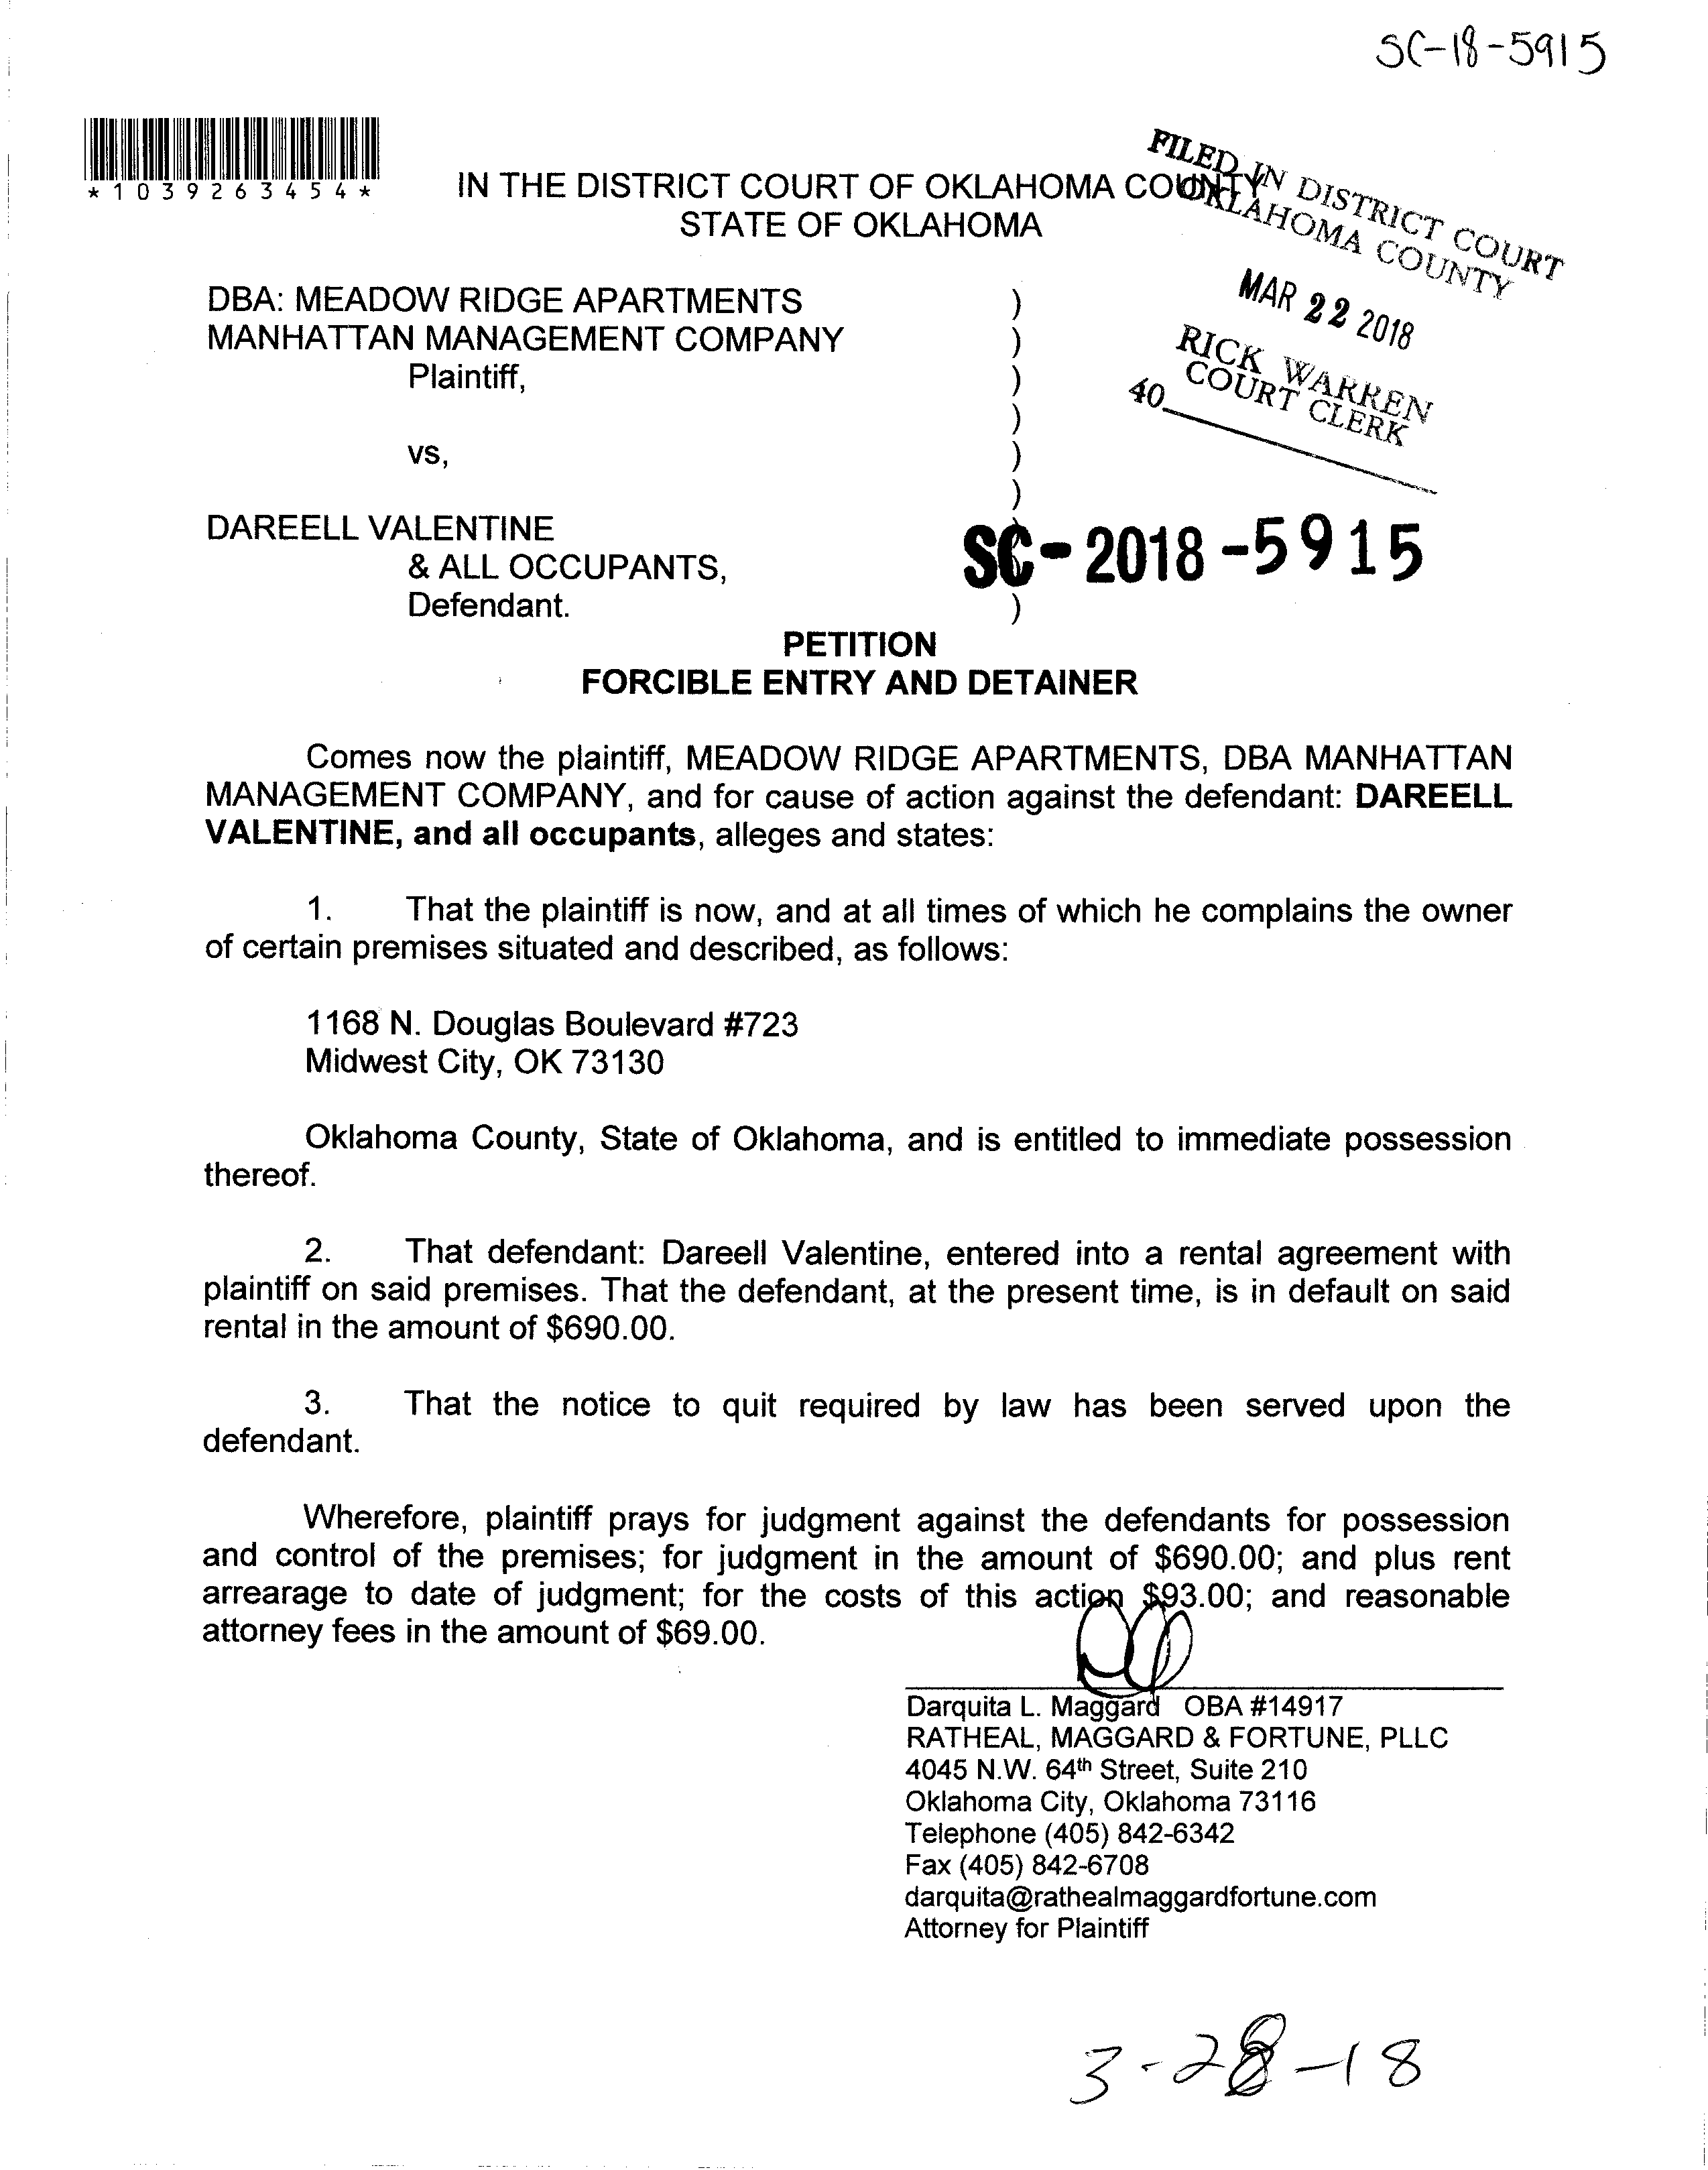 SC-18-5915
*1039263454*
IN THE DISTRICT COURT OF OKLAHOMA COUNTY
STATE OF OKLAHOMA
FILED IN DISTRICT COURT
OKLAHOMA COUNTY
MAR 22 2018
RICK WARREN
COURT CLERK
40
DBA: MEADOW RIDGE APARTMENTS )
MANHATTAN MANAGEMENT COMPANY )
Plaintiff, )
)
vs, )
)
DAREELL VALENTINE
& ALL OCCUPANTS,
SC-2018-5915
Defendant. )
PETITION
FORCIBLE ENTRY AND DETAINER
Comes now the plaintiff, MEADOW RIDGE APARTMENTS, DBA MANHATTAN
MANAGEMENT COMPANY, and for cause of action against the defendant: DAREELL
VALENTINE, and all occupants, alleges and states:
1. That the plaintiff is now, and at all times of which he complains the owner
of certain premises situated and described, as follows:
1168 N. Douglas Boulevard #723
Midwest City, OK 73130
Oklahoma County, State of Oklahoma, and is entitled to immediate possession
thereof.
2. That defendant: Dareell Valentine, entered into a rental agreement with
plaintiff on said premises. That the defendant, at the present time, is in default on said
rental in the amount of $690.00.
3. That the notice to quit required by law has been served upon the
defendant.
Wherefore, plaintiff prays for judgment against the defendants for possession
and control of the premises; for judgment in the amount of $690.00; and plus rent
arrearage to date of judgment; for the costs of this action $93.00; and reasonable
attorney fees in the amount of $69.00.
Darquita L. Maggard OBA #14917
RATHEAL, MAGGARD & FORTUNE, PLLC
4045 N.W. 64th Street, Suite 210
Oklahoma City, Oklahoma 73116
Telephone (405) 842-6342
Fax (405) 842-6708
darquita@rathealmaggardfortune.com
Attorney for Plaintiff
3-28-18